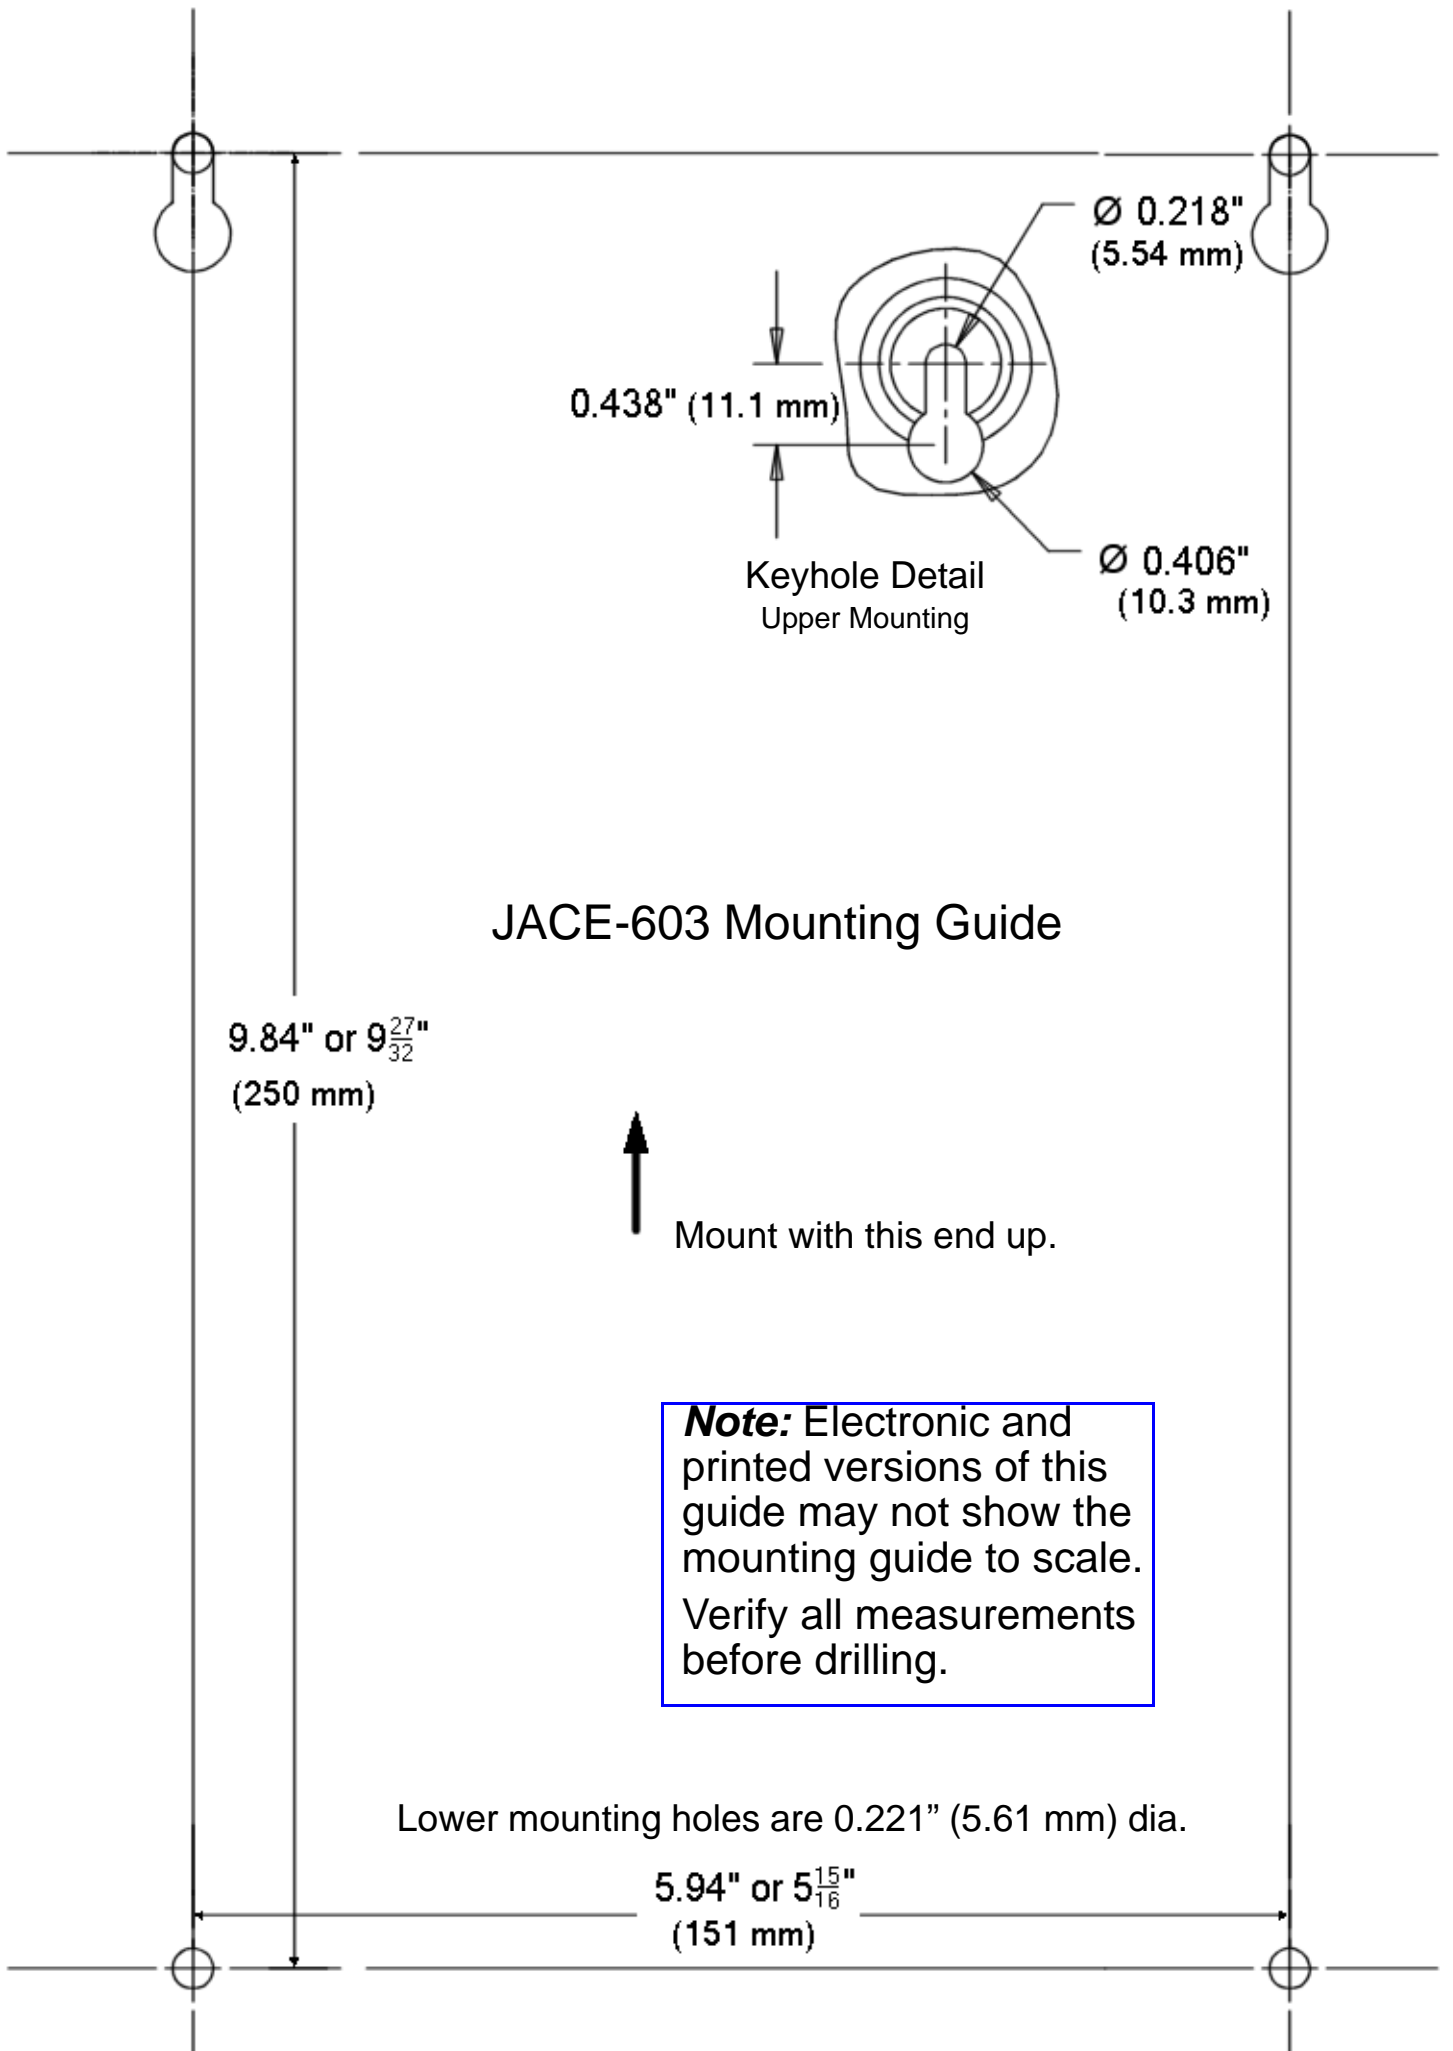 Ø 0.218"
(5.54 mm)
0.438" (11.1 mm)
Keyhole Detail
Upper Mounting
Ø 0.406"
(10.3 mm)
JACE-603 Mounting Guide
9.84" or 9 27/32"
(250 mm)
Mount with this end up.
Note: Electronic and
printed versions of this
guide may not show the
mounting guide to scale.
Verify all measurements
before drilling.
Lower mounting holes are 0.221” (5.61 mm) dia.
5.94" or 5 15/16"
(151 mm)